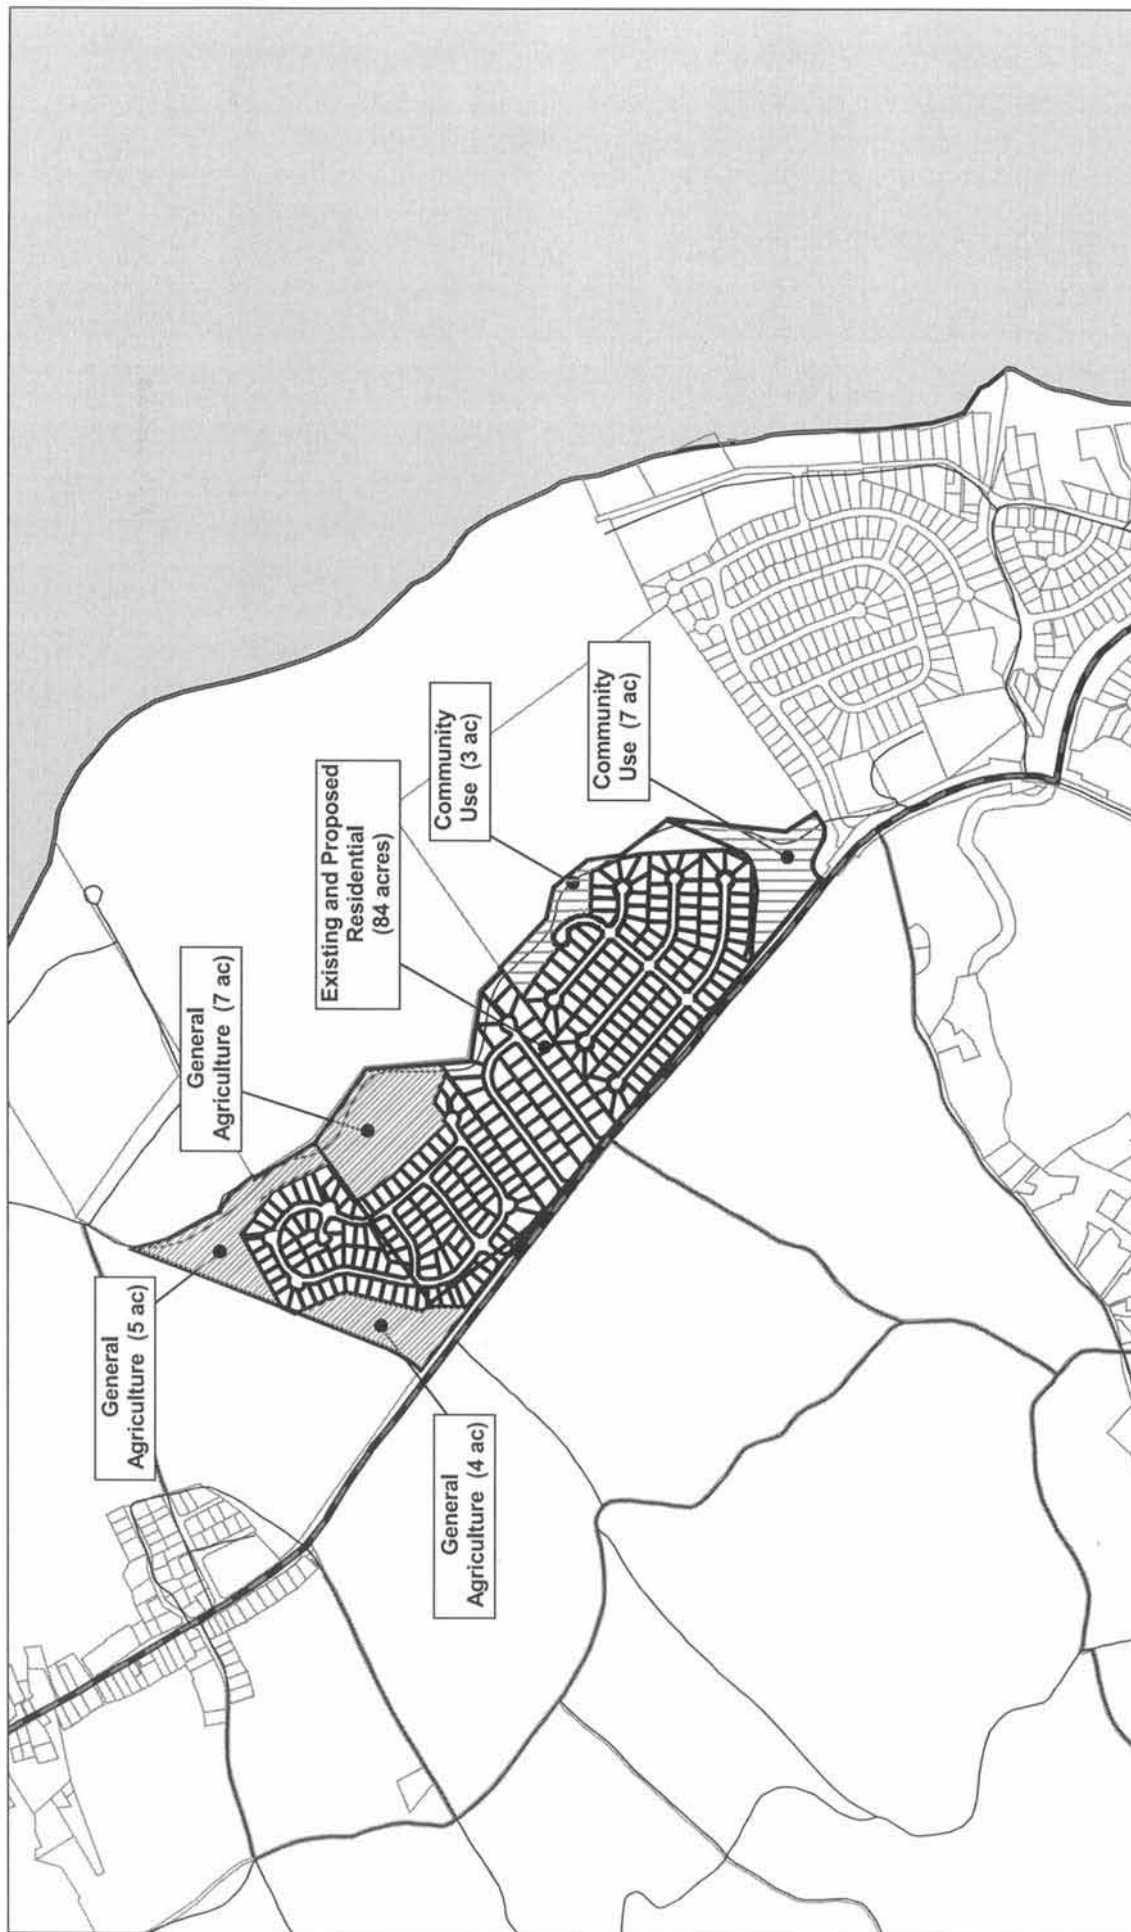 General
Agriculture (5 ac)
General
Agriculture (7 ac)
General
Agriculture (4 ac)
Existing and Proposed
Residential
(84 acres)
Community
Use (3 ac)
Community
Use (7 ac)